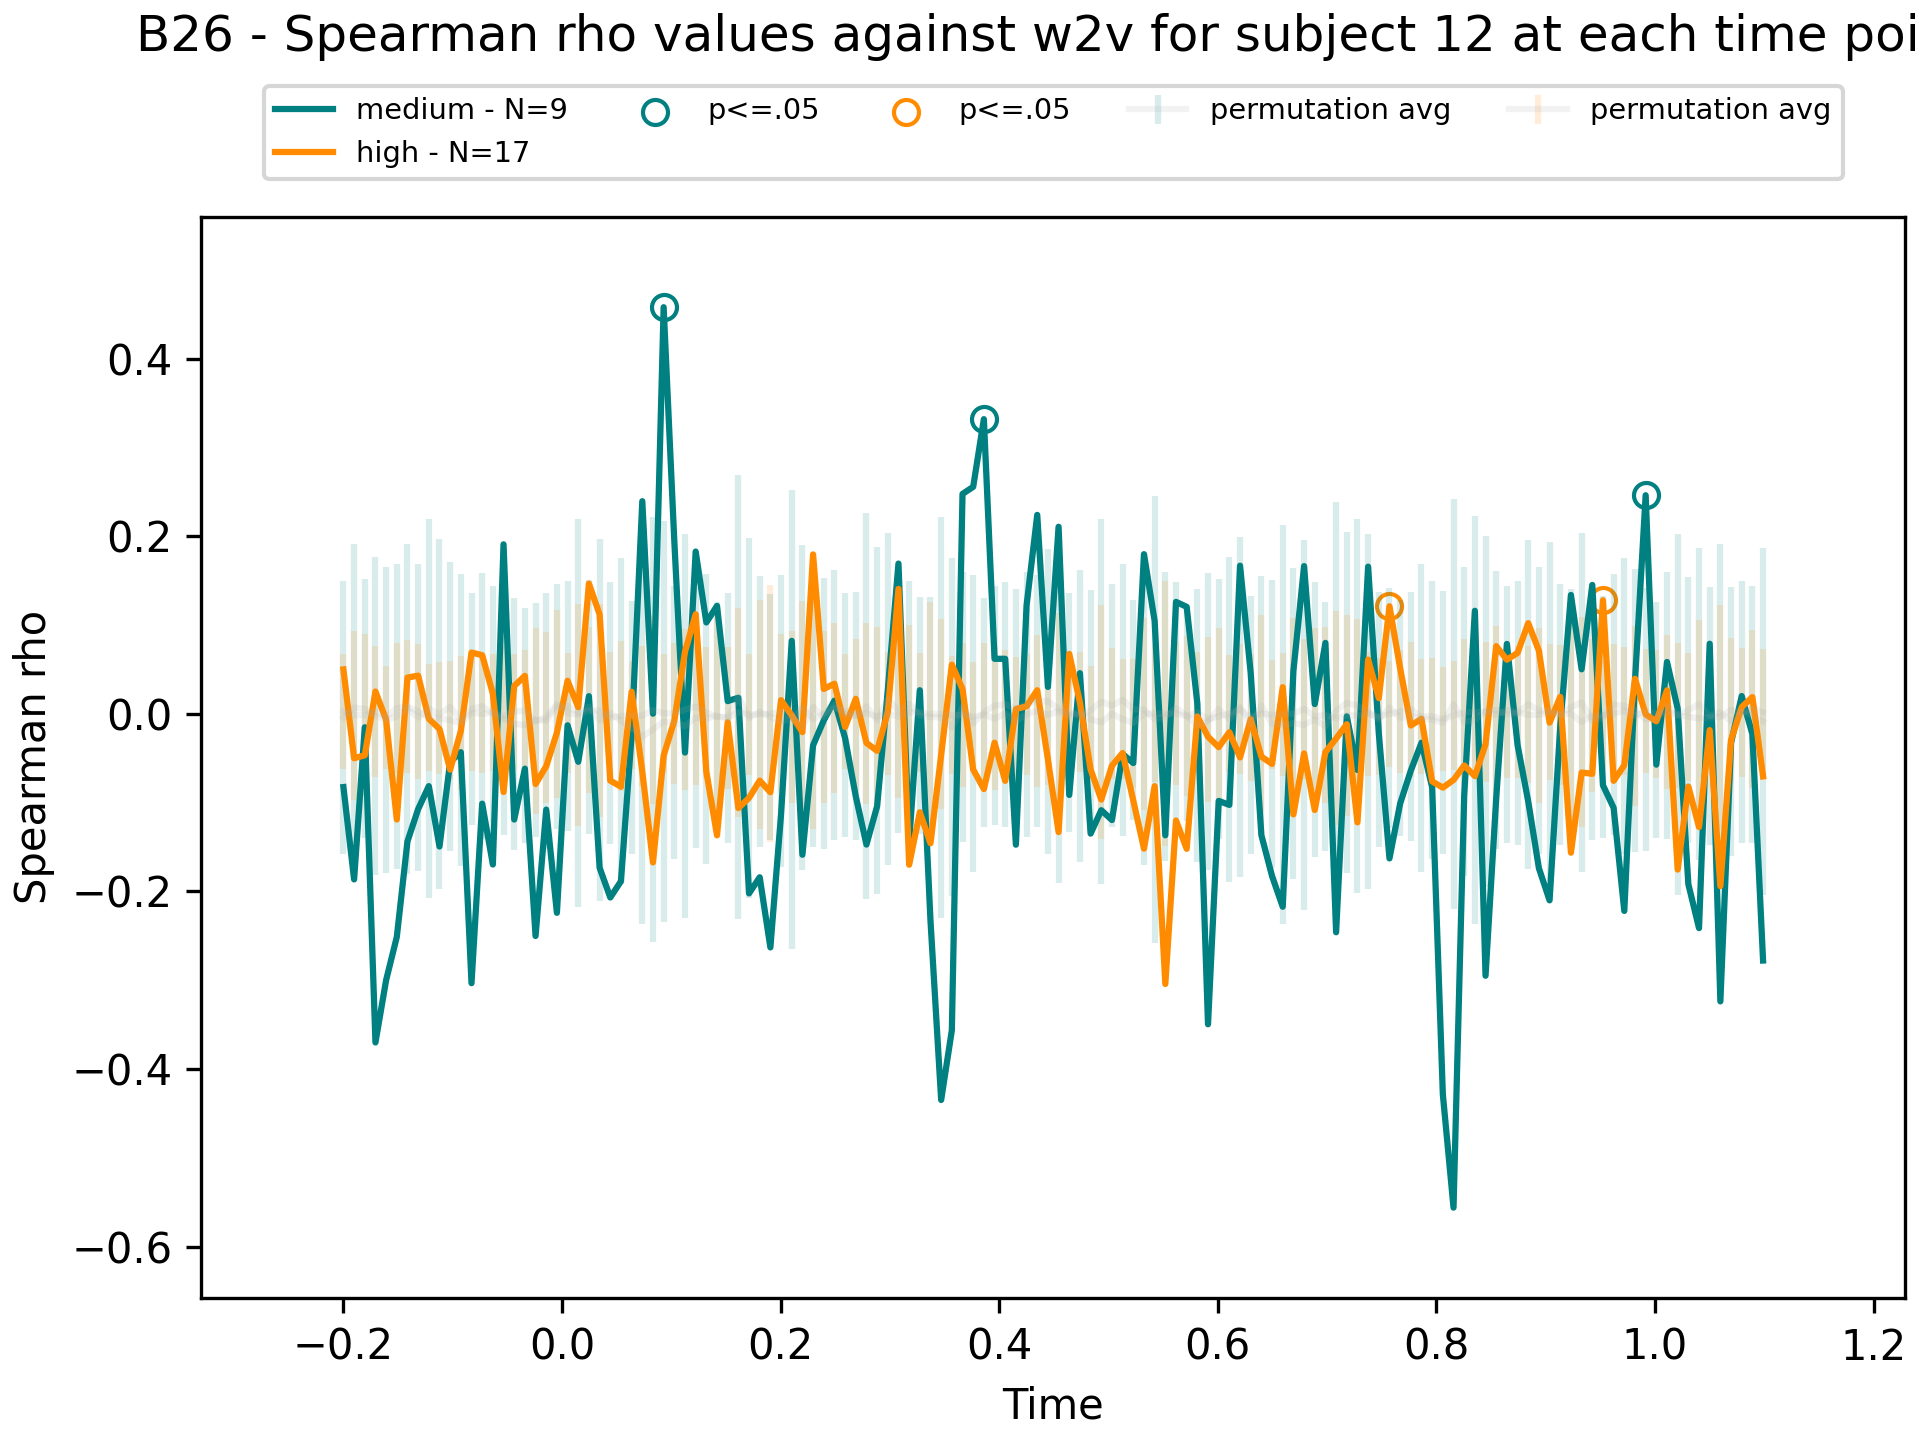 B26 - Spearman rho values against w2v for subject 12 at each time poi
medium - N=9
high - N=17
p<=.05
p<=.05
permutation avg
permutation avg
Spearman rho
0.4
0.2
0.0
−0.2
−0.4
−0.6
−0.2 0.0 0.2 0.4 0.6 0.8 1.0 1.2
Time